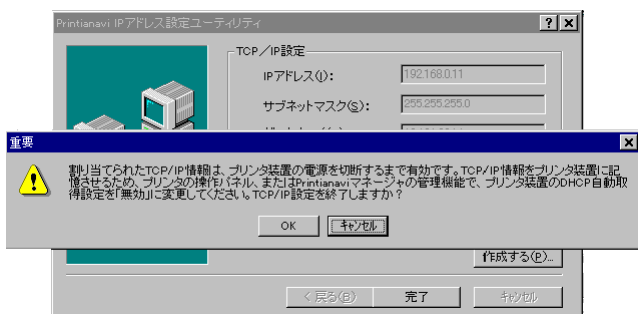 Printianavi IPアドレス設定ユーティリティ
TCP/IP設定
IPアドレス(I):
192.168.0.11
サブネットマスク(S):
255.255.255.0
重要
割り当てられたTCP/IP情報は、プリンタ装置の電源を切断するまで有効です。TCP/IP情報をプリンタ装置に記
憶させるため、プリンタの操作パネル、またはPrintianaviマネージャの管理機能で、プリンタ装置のDHCP自動取
得設定を「無効」に変更してください。TCP/IP設定を終了しますか?
OK
キャンセル
作成する(P)...
< 戻る(B)
完了
キャンセル